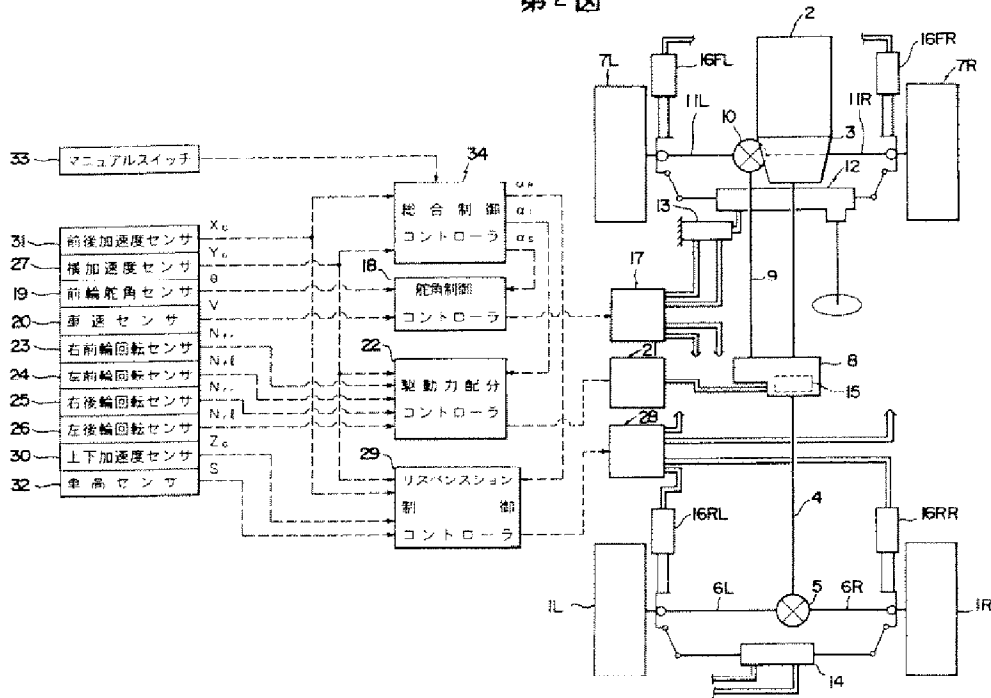 第2図
33 マニュアルスイッチ
31 前後加速度センサ
27 横加速度センサ
19 前輪舵角センサ
20 車速センサ
23 右前輪回転センサ
24 左前輪回転センサ
25 右後輪回転センサ
26 左後輪回転センサ
30 上下加速度センサ
32 車高センサ
XG
YG
θ
V
ZG
S
34
総合制御
コントローラ
18
舵角制御
コントローラ
22
駆動力配分
コントローラ
29
リスペンスション
制御
コントローラ
17
21
28
2
16FL
16FR
7L
7R
11L
10
11R
3
12
13
9
8
15
4
16RL
16RR
6L
5
6R
1L
1R
14